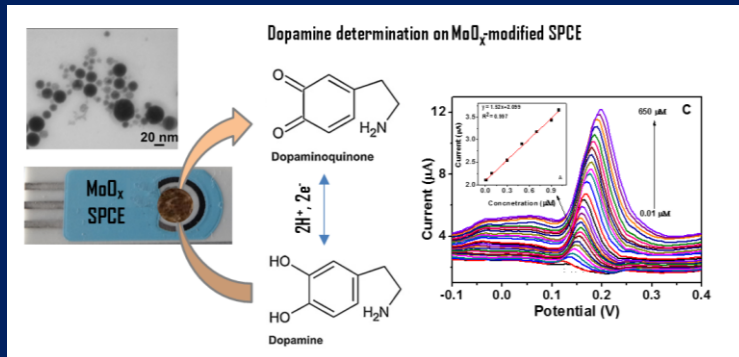 Dopamine determination on MoOx-modified SPCE
20 nm
MoOx
SPCE
O
O
H2N
Dopaminoquinone
2H+, 2e-
HO
HO
H2N
Dopamine
C
12
8
4
Current (μA)
-0.1 0.0 0.1 0.2 0.3 0.4
Potential (V)
650 μM
0.01 μM
y = 1.62x+2.095
R2 = 0.997
3.5
3.0
2.5
2.0
Current (μA)
0.0 0.3 0.6 0.9
Concnetration (μM)